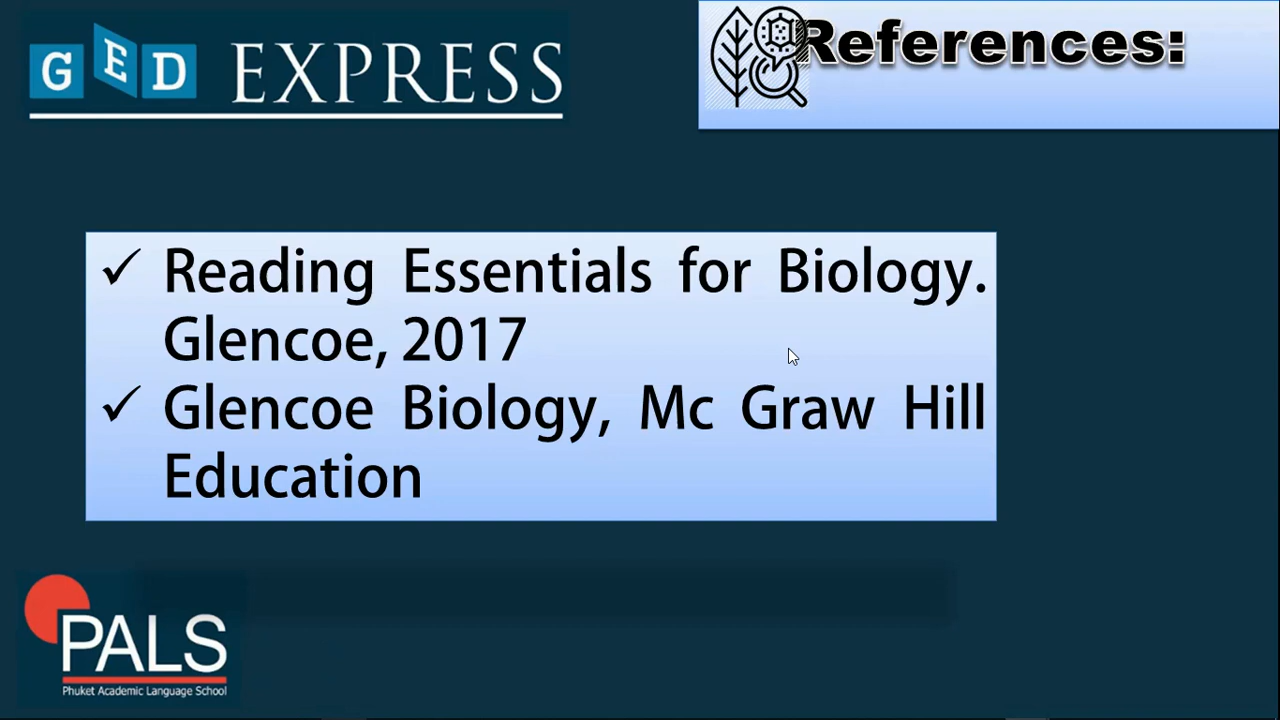 GED EXPRESS
References:
✓ Reading Essentials for Biology.
Glencoe, 2017
✓ Glencoe Biology, Mc Graw Hill
Education
PALS
Phuket Academic Language School